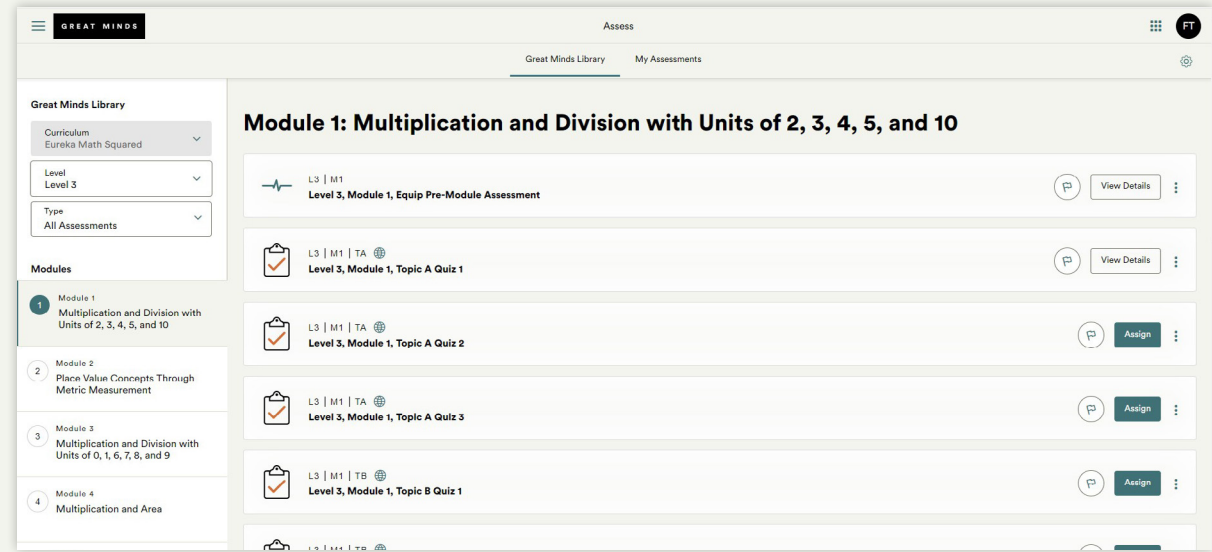 GREAT MINDS
Assess
FT
Great Minds Library
My Assessments
Great Minds Library
Curriculum
Eureka Math Squared
Level
Level 3
Type
All Assessments
Modules
1
Module 1
Multiplication and Division with
Units of 2, 3, 4, 5, and 10
2
Module 2
Place Value Concepts Through
Metric Measurement
3
Module 3
Multiplication and Division with
Units of 0, 1, 6, 7, 8, and 9
4
Module 4
Multiplication and Area
Module 1: Multiplication and Division with Units of 2, 3, 4, 5, and 10
L3 | M1
Level 3, Module 1, Equip Pre-Module Assessment
View Details
L3 | M1 | TA
Level 3, Module 1, Topic A Quiz 1
View Details
L3 | M1 | TA
Level 3, Module 1, Topic A Quiz 2
Assign
L3 | M1 | TA
Level 3, Module 1, Topic A Quiz 3
Assign
L3 | M1 | TB
Level 3, Module 1, Topic B Quiz 1
Assign
L3 | M1 | TB